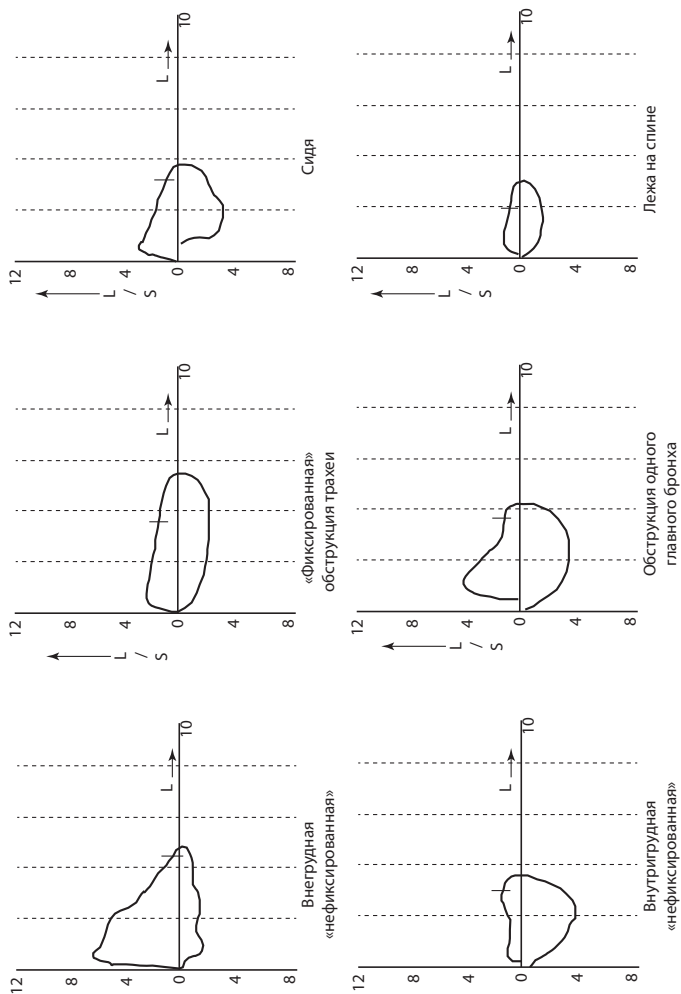 12
8
4
0
4
8
L
10
Внегрудная
«нефиксированная»
L
/
S
12
8
4
0
4
8
L
10
«Фиксированная»
обструкция трахеи
L
/
S
12
8
4
0
4
8
L
10
Сидя
12
8
4
0
4
8
L
10
Внутригрудная
«нефиксированная»
L
/
S
12
8
4
0
4
8
L
10
Обструкция одного
главного бронха
L
/
S
12
8
4
0
4
8
L
10
Лежа на спине